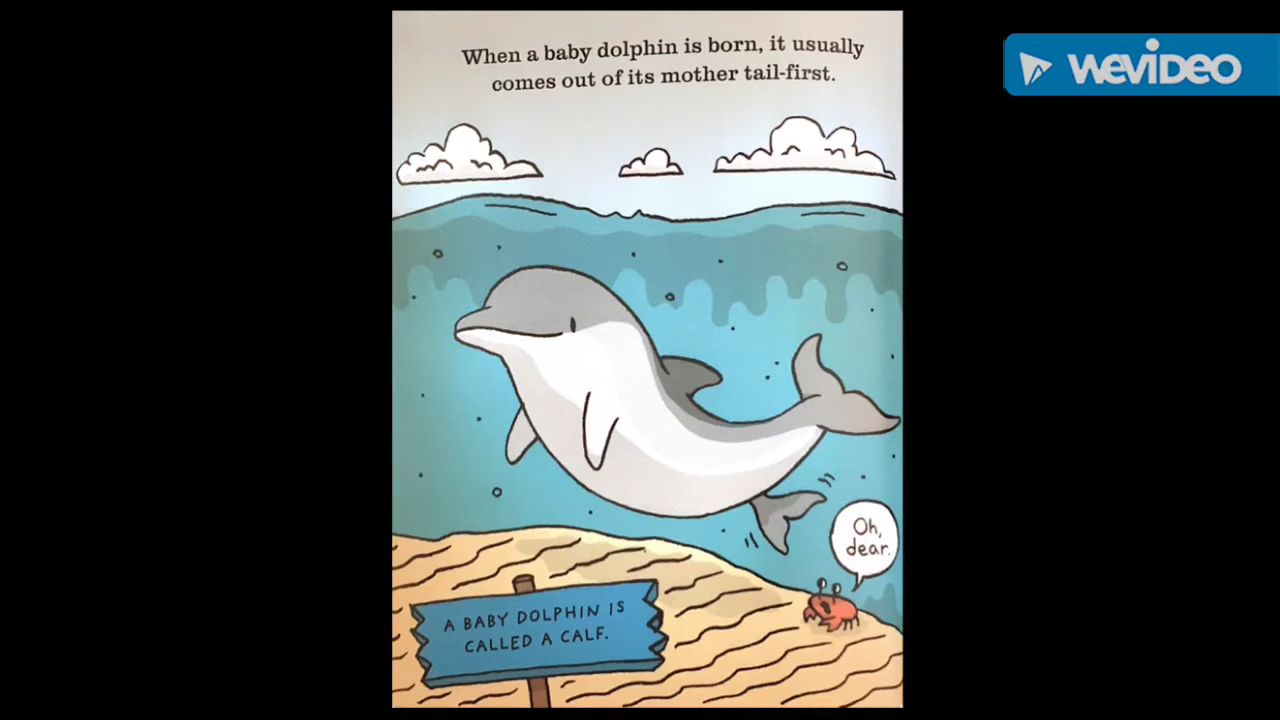 When a baby dolphin is born, it usually
comes out of its mother tail-first.
WEVIDEO
Oh,
dear.
A BABY DOLPHIN IS
CALLED A CALF.